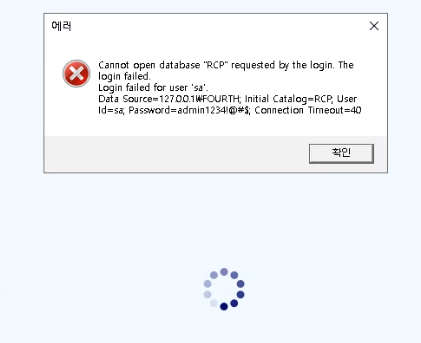 에러
Cannot open database "RCP" requested by the login. The
login failed.
Login failed for user 'sa'.
Data Source=127.0.0.1₩FOURTH; Initial Catalog=RCP; User
Id=sa; Password=admin1234!@#$; Connection Timeout=40
확인